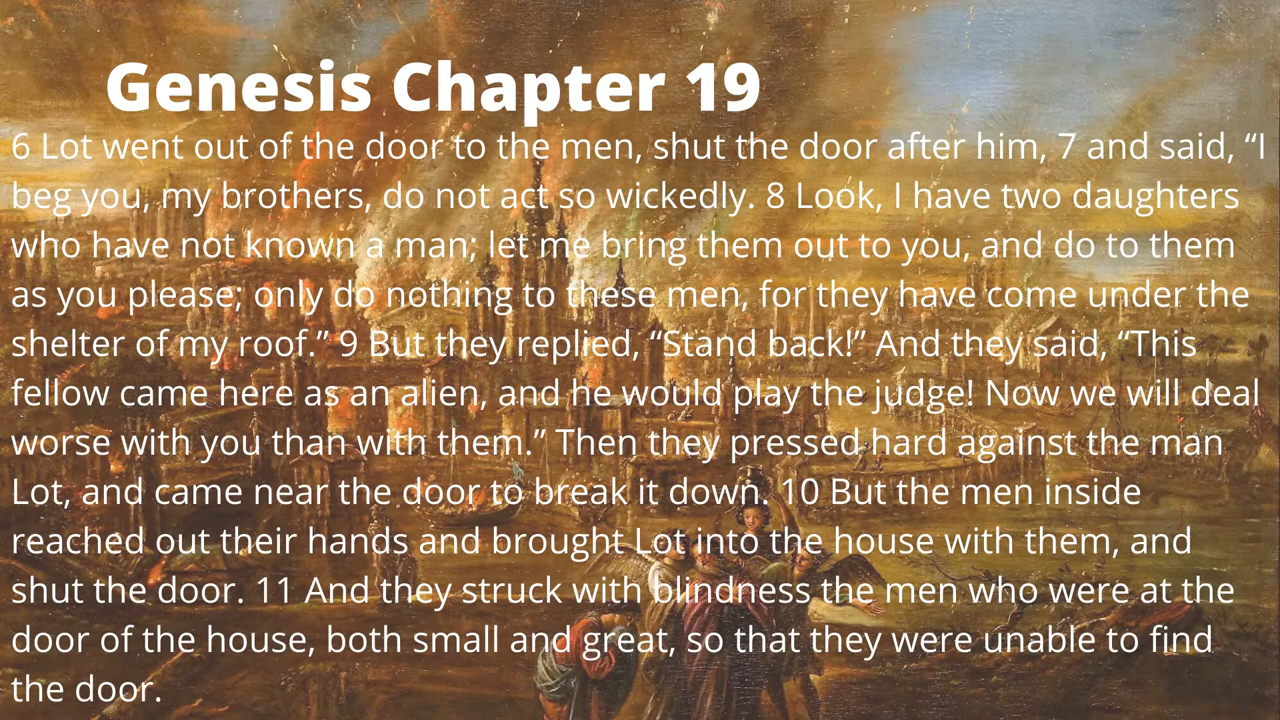 Genesis Chapter 19
6 Lot went out of the door to the men, shut the door after him, 7 and said, “I
beg you, my brothers, do not act so wickedly. 8 Look, I have two daughters
who have not known a man; let me bring them out to you, and do to them
as you please; only do nothing to these men, for they have come under the
shelter of my roof.” 9 But they replied, “Stand back!” And they said, “This
fellow came here as an alien, and he would play the judge! Now we will deal
worse with you than with them.” Then they pressed hard against the man
Lot, and came near the door to break it down. 10 But the men inside
reached out their hands and brought Lot into the house with them, and
shut the door. 11 And they struck with blindness the men who were at the
door of the house, both small and great, so that they were unable to find
the door.